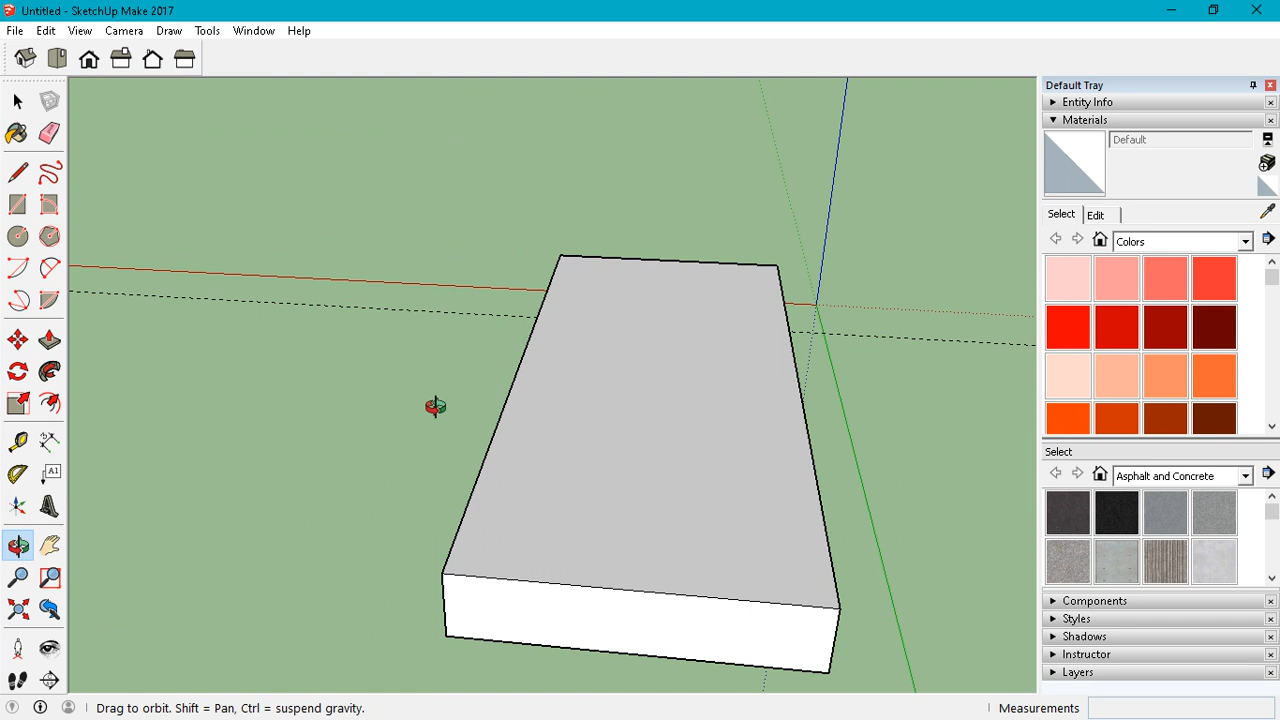 Untitled - SketchUp Make 2017
File Edit View Camera Draw Tools Window Help
Default Tray
Entity Info
Materials
Default
Select Edit
Colors
A1
Select
Asphalt and Concrete
Components
Styles
Shadows
Instructor
Layers
Drag to orbit. Shift = Pan, Ctrl = suspend gravity.
Measurements